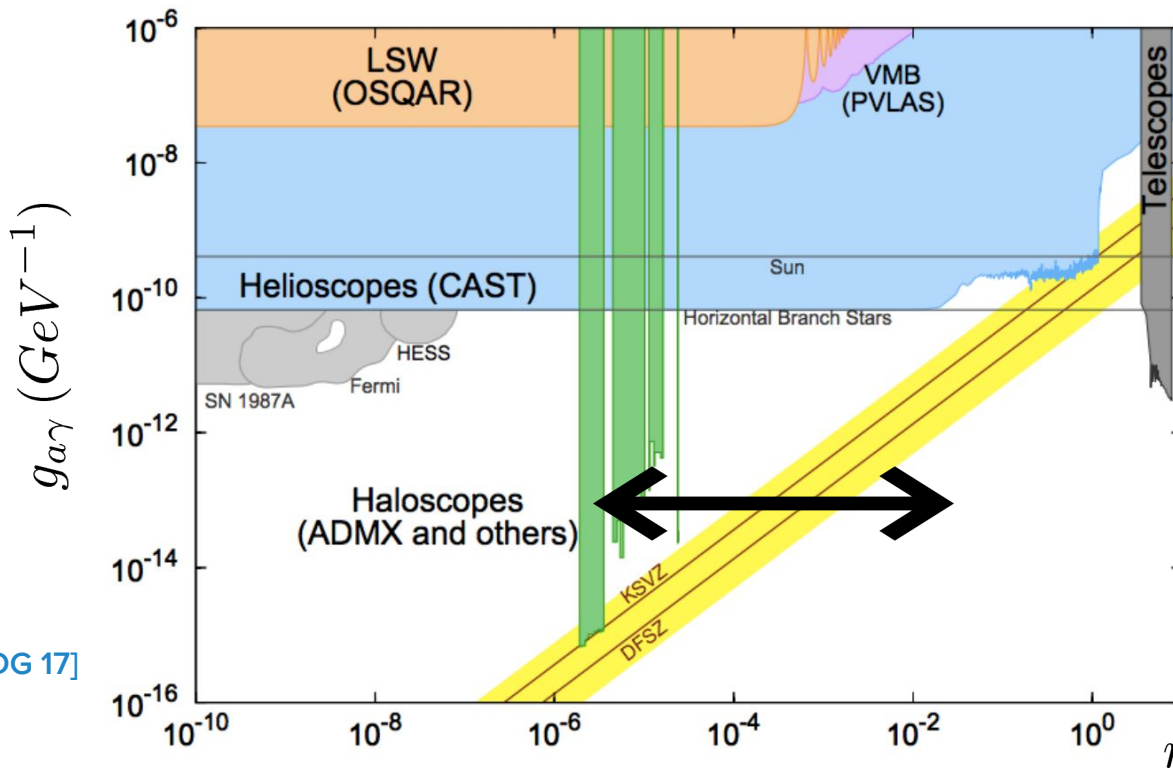 10^-6
LSW
(OSQAR)
VMB
(PVLAS)
Telescopes
10^-8
g_{aγ} (GeV^{-1})
Sun
Helioscopes (CAST)
10^-10
Horizontal Branch Stars
HESS
Fermi
SN 1987A
10^-12
Haloscopes
(ADMX and others)
10^-14
KSVZ
DFSZ
OG 17]
10^-16
10^-10
10^-8
10^-6
10^-4
10^-2
10^0